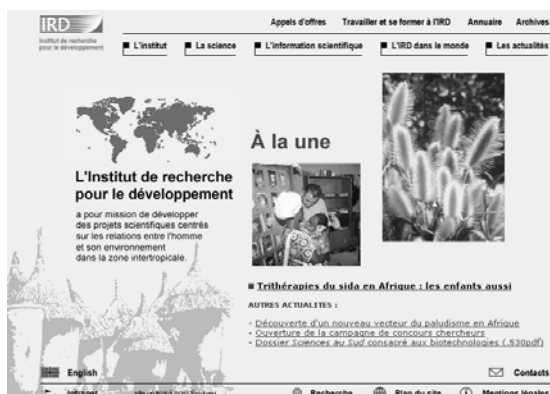 IRD
Institut de recherche
pour le développement
Appels d'offres Travailler et se former à l'IRD Annuaire Archives
L'institut La science L'information scientifique L'IRD dans le monde Les actualités
À la une
L'Institut de recherche
pour le développement
a pour mission de développer
des projets scientifiques centrés
sur les relations entre l'homme
et son environnement
dans la zone intertropicale.
Trithérapies du sida en Afrique : les enfants aussi
AUTRES ACTUALITES :
- Découverte d'un nouveau vecteur du paludisme en Afrique
- Ouverture de la campagne de concours chercheurs
- Dossier Sciences au Sud consacré aux biotechnologies (.530pdf)
English Contacts
Intranet Recherche Plan du site Mentions légales